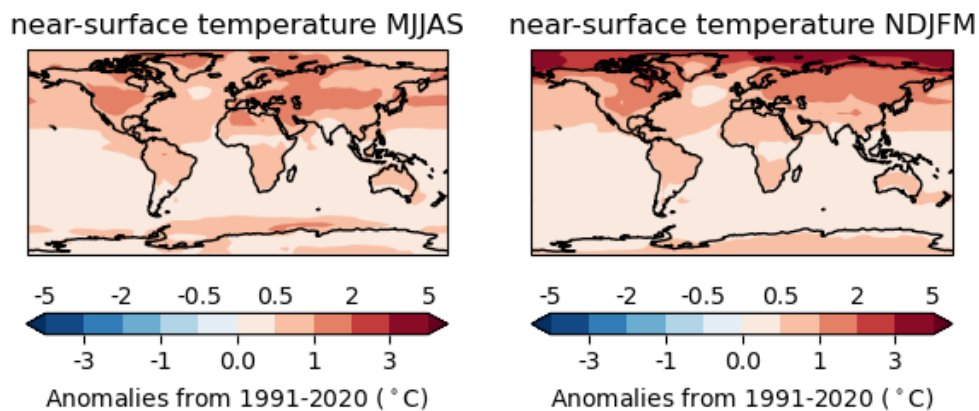 near-surface temperature MJJAS
near-surface temperature NDJFM
-5 -2 -0.5 0.5 2 5
-3 -1 0.0 1 3
Anomalies from 1991-2020 (°C)
-5 -2 -0.5 0.5 2 5
-3 -1 0.0 1 3
Anomalies from 1991-2020 (°C)